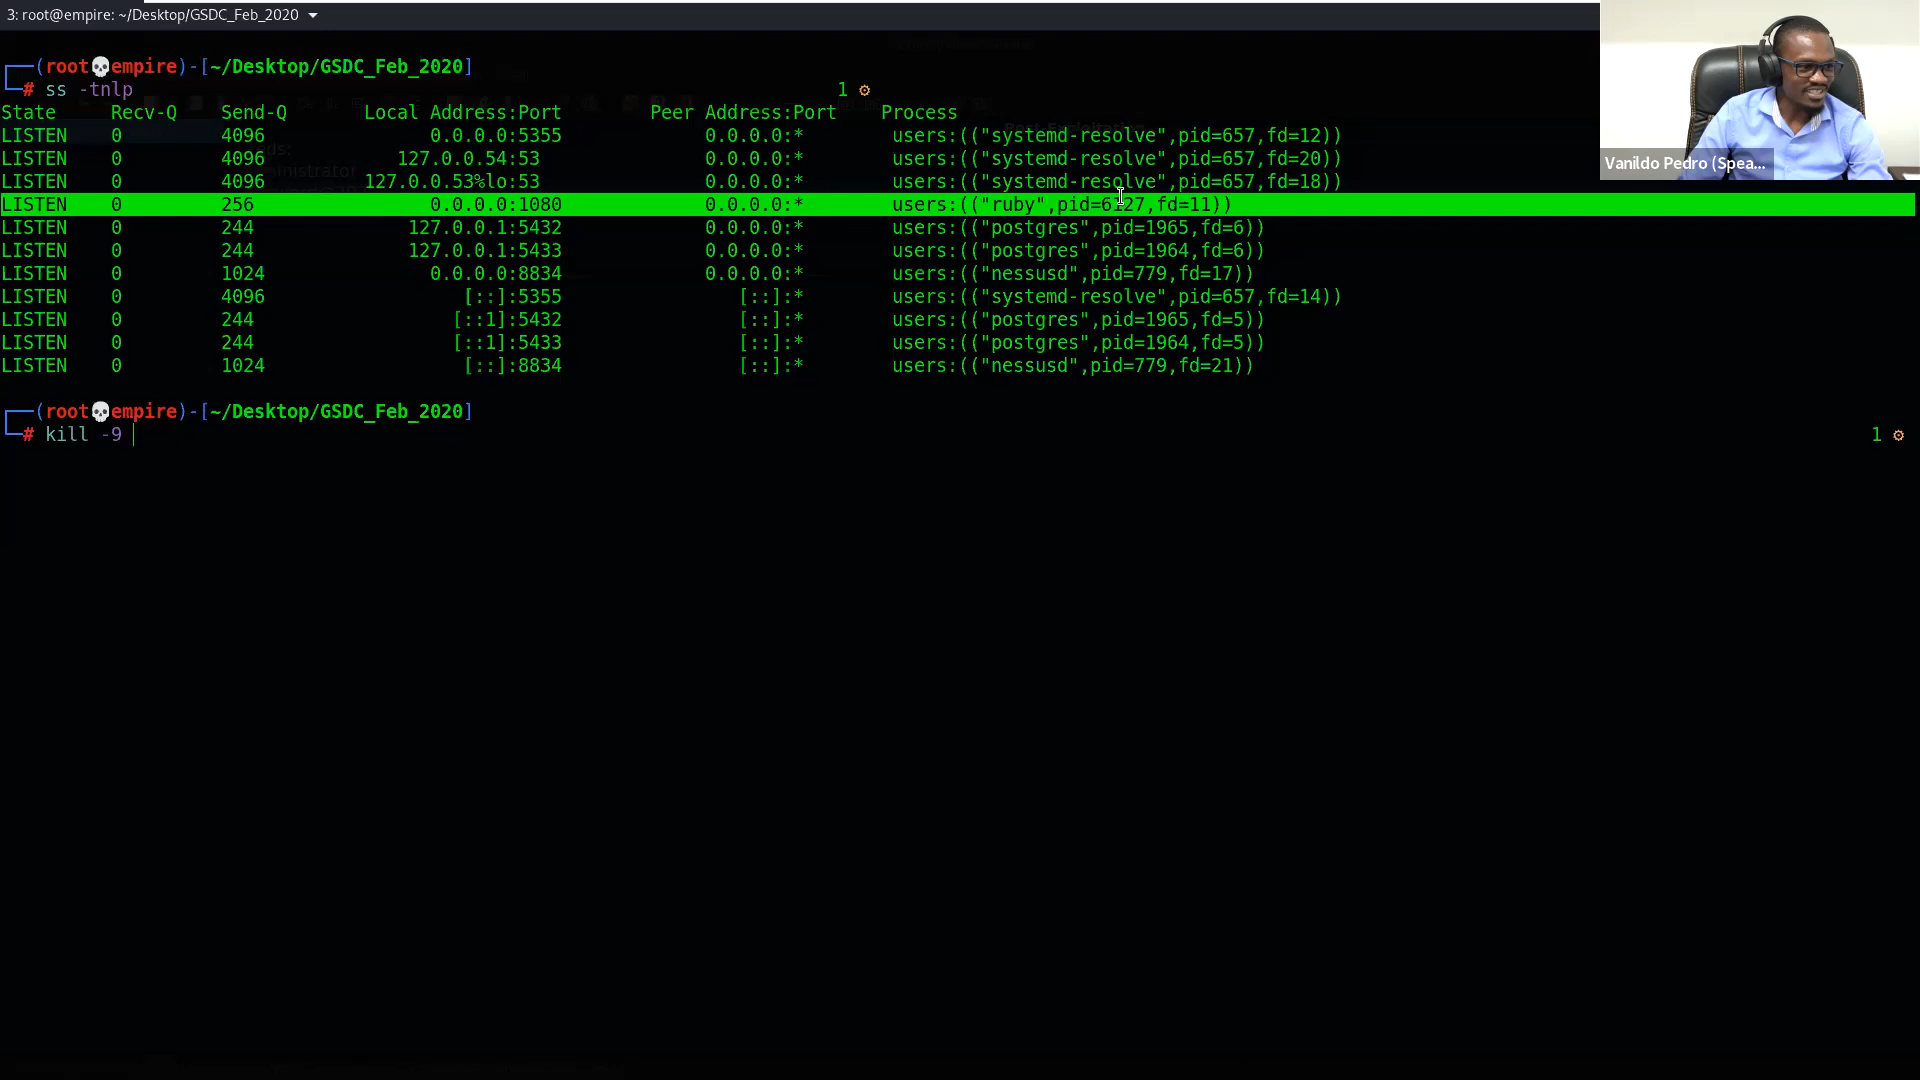 3: root@empire: ~/Desktop/GSDC_Feb_2020
(root💀empire)-[~/Desktop/GSDC_Feb_2020]
# ss -tnlp 1 ⚙
State Recv-Q Send-Q Local Address:Port Peer Address:Port Process
LISTEN 0 4096 0.0.0.0:5355 0.0.0.0:* users:(("systemd-resolve",pid=657,fd=12))
LISTEN 0 4096 127.0.0.54:53 0.0.0.0:* users:(("systemd-resolve",pid=657,fd=20))
LISTEN 0 4096 127.0.0.53%lo:53 0.0.0.0:* users:(("systemd-resolve",pid=657,fd=18))
LISTEN 0 256 0.0.0.0:1080 0.0.0.0:* users:(("ruby",pid=6127,fd=11))
LISTEN 0 244 127.0.0.1:5432 0.0.0.0:* users:(("postgres",pid=1965,fd=6))
LISTEN 0 244 127.0.0.1:5433 0.0.0.0:* users:(("postgres",pid=1964,fd=6))
LISTEN 0 1024 0.0.0.0:8834 0.0.0.0:* users:(("nessusd",pid=779,fd=17))
LISTEN 0 4096 [::]:5355 [::]:* users:(("systemd-resolve",pid=657,fd=14))
LISTEN 0 244 [::1]:5432 [::]:* users:(("postgres",pid=1965,fd=5))
LISTEN 0 244 [::1]:5433 [::]:* users:(("postgres",pid=1964,fd=5))
LISTEN 0 1024 [::]:8834 [::]:* users:(("nessusd",pid=779,fd=21))
(root💀empire)-[~/Desktop/GSDC_Feb_2020]
# kill -9 1 ⚙
Vanildo Pedro (Spea...